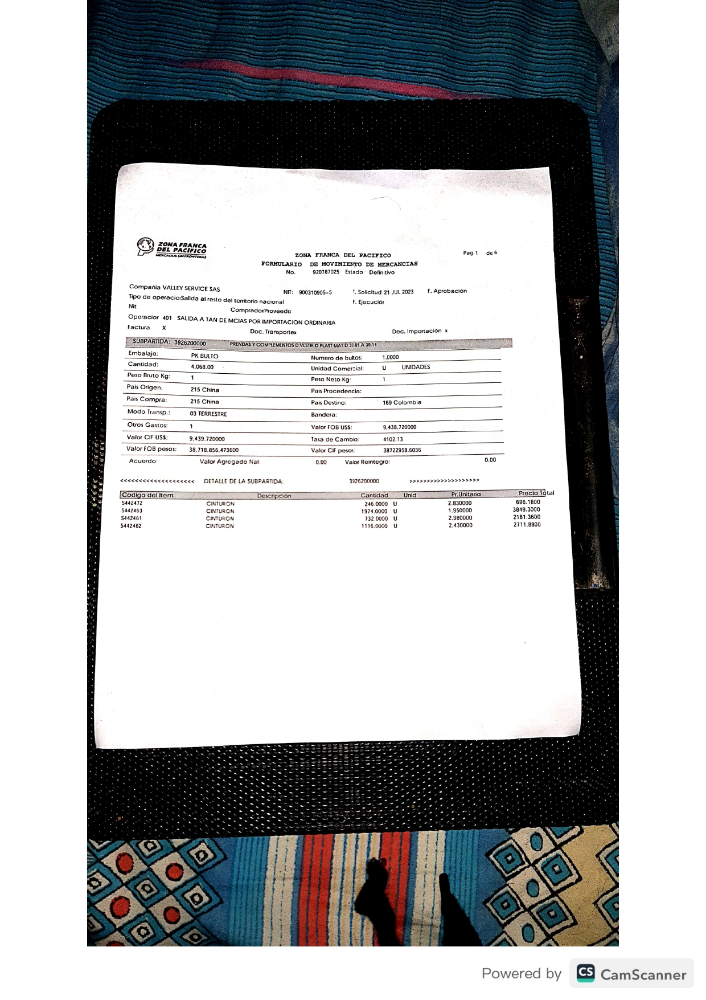 ZONA FRANCA
DEL PACÍFICO
MERCADOS SIN FRONTERAS
ZONA FRANCA DEL PACIFICO
Pag.1 de 6
FORMULARIO DE MOVIMIENTO DE MERCANCIAS
No. 920787025 Estado Definitivo
Compañia VALLEY SERVICE SAS NIT: 900310905-5 F. Solicitud 21 JUL 2023 F. Aprobación
Tipo de operacior Salida al resto del territorio nacional F. Ejecuciór
Nit Comprador/Proveedo
Operacior 401 SALIDA A TAN DE MCIAS POR IMPORTACION ORDINARIA
Factura X Doc. Transporte x Dec. Importación x
SUBPARTIDA: 3926200000 PRENDAS Y COMPLEMENTOS D VESTIR D PLAST MAT D 39.01 A 39.14
Embalaje: PK BULTO Numero de bultos: 1.0000
Cantidad: 4,068.00 Unidad Comercial: U UNIDADES
Peso Bruto Kg: 1 Peso Neto Kg: 1
Pais Origen: 215 China Pais Procedencia:
Pais Compra: 215 China Pais Destino: 169 Colombia
Modo Transp.: 03 TERRESTRE Bandera:
Otros Gastos: 1 Valor FOB US$: 9,438.720000
Valor CIF US$: 9,439.720000 Tasa de Cambio: 4102.13
Valor FOB pesos: 38,718,856.473600 Valor CIF pesos: 38722958.6036
Acuerdo: Valor Agregado Nal: 0.00 Valor Reintegro: 0.00
<<<<<<<<<<<<<<<<<<<< DETALLE DE LA SUBPARTIDA: 3926200000 >>>>>>>>>>>>>>>>>>>
Codigo del Item Descripción Cantidad Unid Pr.Unitario Precio Total
S442472 CINTURON 246.0000 U 2.830000 696.1800
S442463 CINTURON 1974.0000 U 1.950000 3849.3000
S442461 CINTURON 732.0000 U 2.980000 2181.3600
S442462 CINTURON 1116.0000 U 2.430000 2711.8800
Powered by CS CamScanner